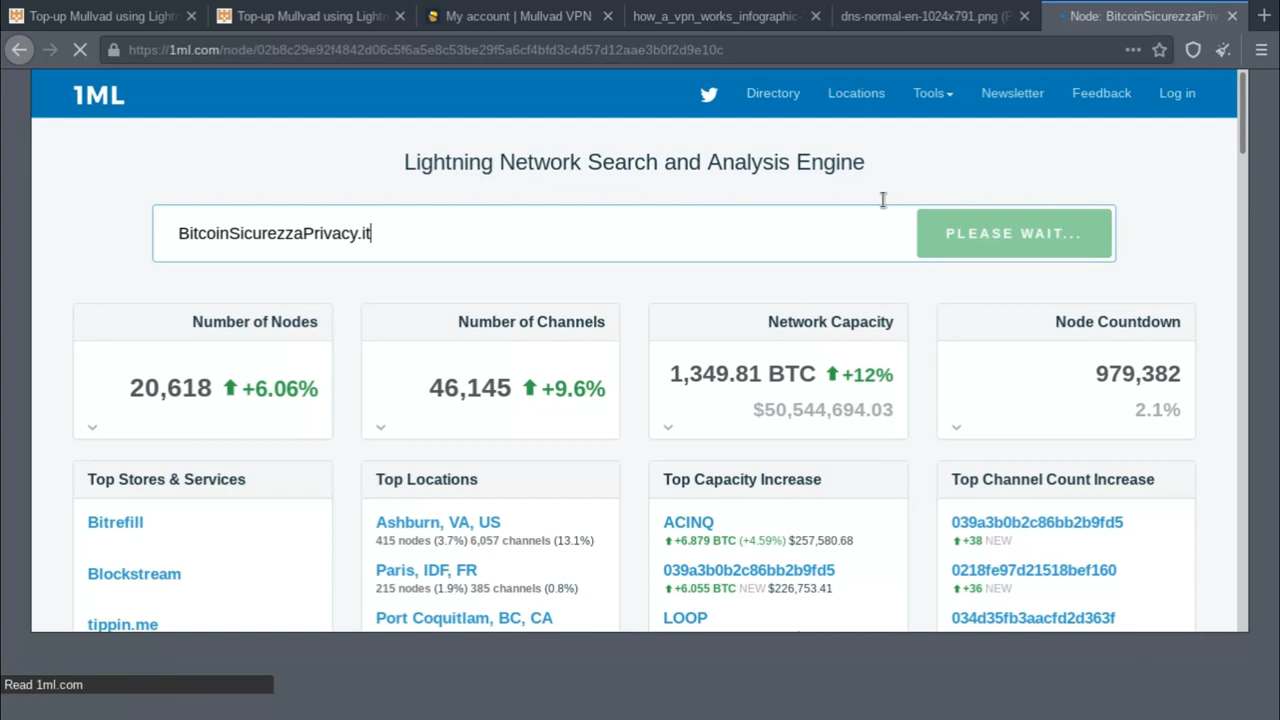 Top-up Mullvad using Lightn
Top-up Mullvad using Lightn
My account | Mullvad VPN
how_a_vpn_works_infographic-
dns-normal-en-1024x791.png (P
Node: BitcoinSicurezzaPriv
https://1ml.com/node/02b8c29e92f4842d06c5f6a5e8c53be29f5a6cf4bfd3c4d57d12aae3b0f2d9e10c
1ML
Directory
Locations
Tools
Newsletter
Feedback
Log in
Lightning Network Search and Analysis Engine
BitcoinSicurezzaPrivacy.it
PLEASE WAIT...
Number of Nodes
20,618 +6.06%
Number of Channels
46,145 +9.6%
Network Capacity
1,349.81 BTC +12%
$50,544,694.03
Node Countdown
979,382
2.1%
Top Stores & Services
Bitrefill
Blockstream
tippin.me
Top Locations
Ashburn, VA, US
415 nodes (3.7%) 6,057 channels (13.1%)
Paris, IDF, FR
215 nodes (1.9%) 385 channels (0.8%)
Port Coquitlam, BC, CA
Top Capacity Increase
ACINQ
+6.879 BTC (+4.59%) $257,580.68
039a3b0b2c86bb2b9fd5
+6.055 BTC NEW $226,753.41
LOOP
Top Channel Count Increase
039a3b0b2c86bb2b9fd5
+38 NEW
0218fe97d21518bef160
+36 NEW
034d35fb3aacfd2d363f
Read 1ml.com